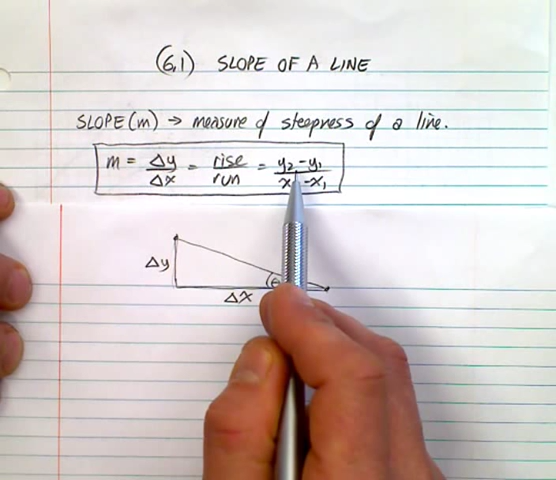 (6.1) SLOPE OF A LINE
SLOPE (m) → measure of steepness of a line.
m = Δy/Δx = rise/run = y₂-y₁/x -x₁
Δy
θ
Δx